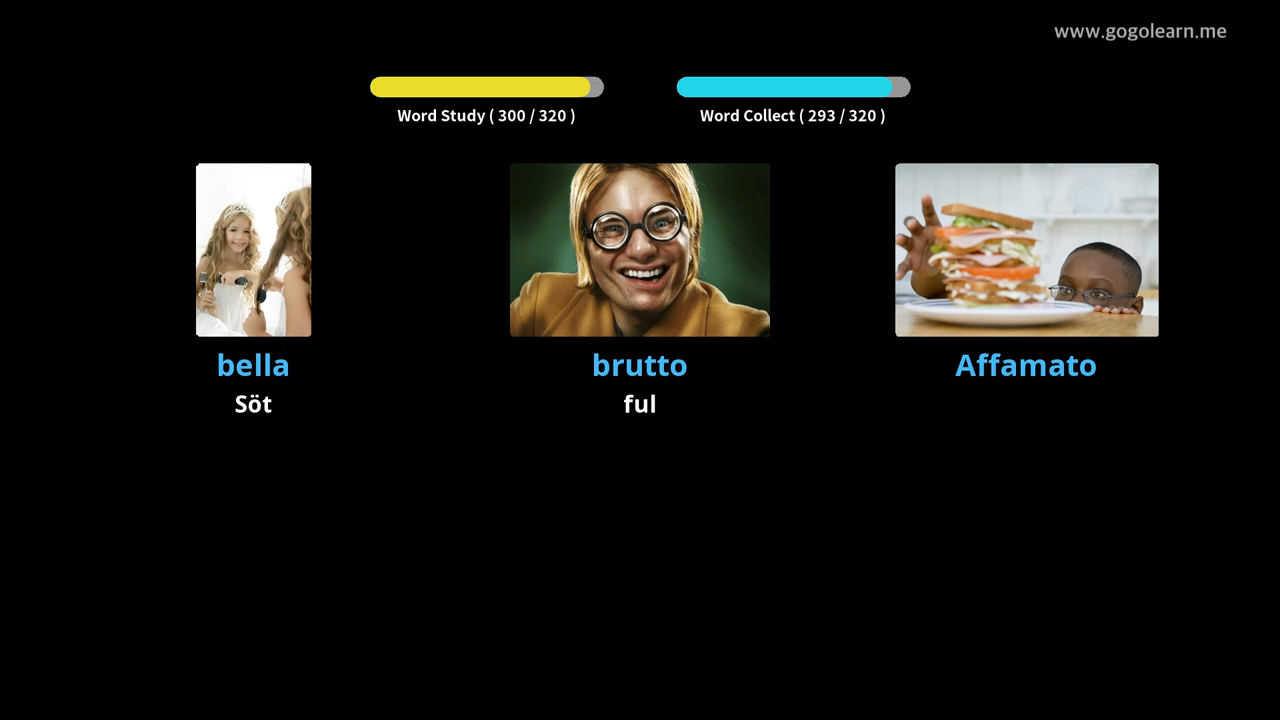 www.gogolearn.me
Word Study ( 300 / 320 )
Word Collect ( 293 / 320 )
bella
Söt
brutto
ful
Affamato